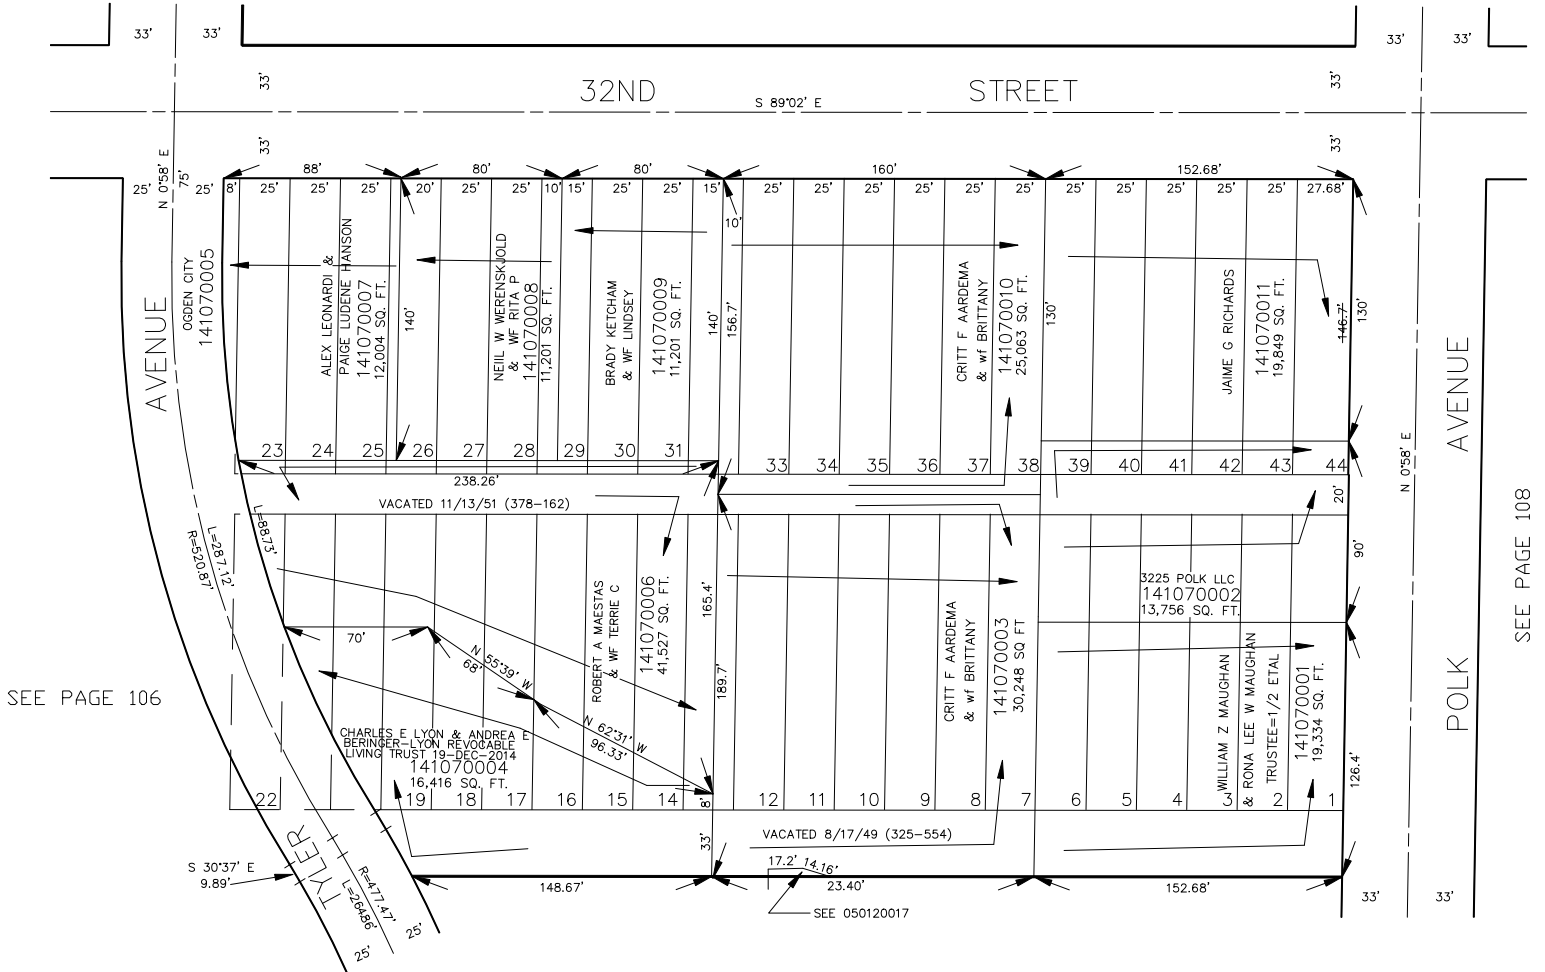 33'
33'
33'
33'
33'
33'
32ND STREET
S 89°02' E
33'
33'
N 0°58' E
75'
25'
25'
88'
80'
80'
160'
152.68'
8'
25'
25'
25'
20'
25'
25'
10'
15'
25'
25'
15'
25'
25'
25'
25'
25'
25'
25'
25'
25'
25'
25'
27.68'
10'
OGDEN CITY
141070005
ALEX LEONARDI &
PAIGE LUDENE HANSON
141070007
12,004 SQ. FT.
140'
NEIIL W WERENSKJOLD
& WF RITA P
141070008
11,201 SQ. FT.
BRADY KETCHAM
& WF LINDSEY
141070009
11,201 SQ. FT.
140'
156.7'
CRITT F AARDEMA
& wf BRITTANY
141070010
25,063 SQ. FT.
130'
JAIME G RICHARDS
141070011
19,849 SQ. FT.
146.7'
130'
AVENUE
AVENUE
23
24
25
26
27
28
29
30
31
33
34
35
36
37
38
39
40
41
42
43
44
N 0°58' E
238.26'
VACATED 11/13/51 (378-162)
20'
L=88.73'
L=287.12'
R=520.87'
90'
SEE PAGE 108
3225 POLK LLC
141070002
13,756 SQ. FT.
ROBERT A MAESTAS
& WF TERRIE C
141070006
41,527 SQ. FT.
165.4'
189.7'
70'
N 55°39' W
68'
N 62°31' W
96.33'
CRITT F AARDEMA
& wf BRITTANY
141070003
30,248 SQ FT
WILLIAM Z MAUGHAN
& RONA LEE W MAUGHAN
TRUSTEE=1/2 ETAL
141070001
19,334 SQ. FT.
126.4'
POLK
SEE PAGE 106
CHARLES E LYON & ANDREA E
BERINGER-LYON REVOCABLE
LIVING TRUST 19-DEC-2014
141070004
16,416 SQ. FT.
22
19
18
17
16
15
14
8'
12
11
10
9
8
7
6
5
4
3
2
1
33'
VACATED 8/17/49 (325-554)
TYLER
S 30°37' E
9.89'
R=477.47'
L=264.86'
25'
25'
148.67'
17.2'
14.16'
23.40'
152.68'
SEE 050120017
33'
33'